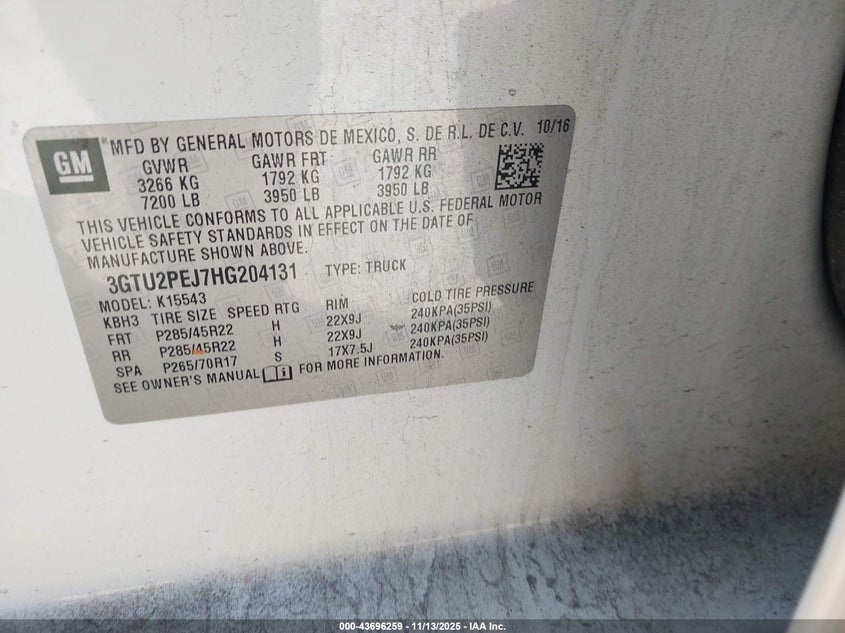 GM
MFD BY GENERAL MOTORS DE MEXICO, S. DE R.L. DE C.V. 10/16
GVWR GAWR FRT GAWR RR
3266 KG 1792 KG 1792 KG
7200 LB 3950 LB 3950 LB
THIS VEHICLE CONFORMS TO ALL APPLICABLE U.S. FEDERAL MOTOR
VEHICLE SAFETY STANDARDS IN EFFECT ON THE DATE OF
MANUFACTURE SHOWN ABOVE.
3GTU2PEJ7HG204131 TYPE: TRUCK
MODEL: K15543
KBH3 TIRE SIZE SPEED RTG RIM COLD TIRE PRESSURE
FRT P285/45R22 H 22X9J 240KPA(35PSI)
RR P285/45R22 H 22X9J 240KPA(35PSI)
SPA P265/70R17 S 17X7.5J 240KPA(35PSI)
SEE OWNER'S MANUAL FOR MORE INFORMATION.
000-43696259 - 11/13/2025 - IAA Inc.